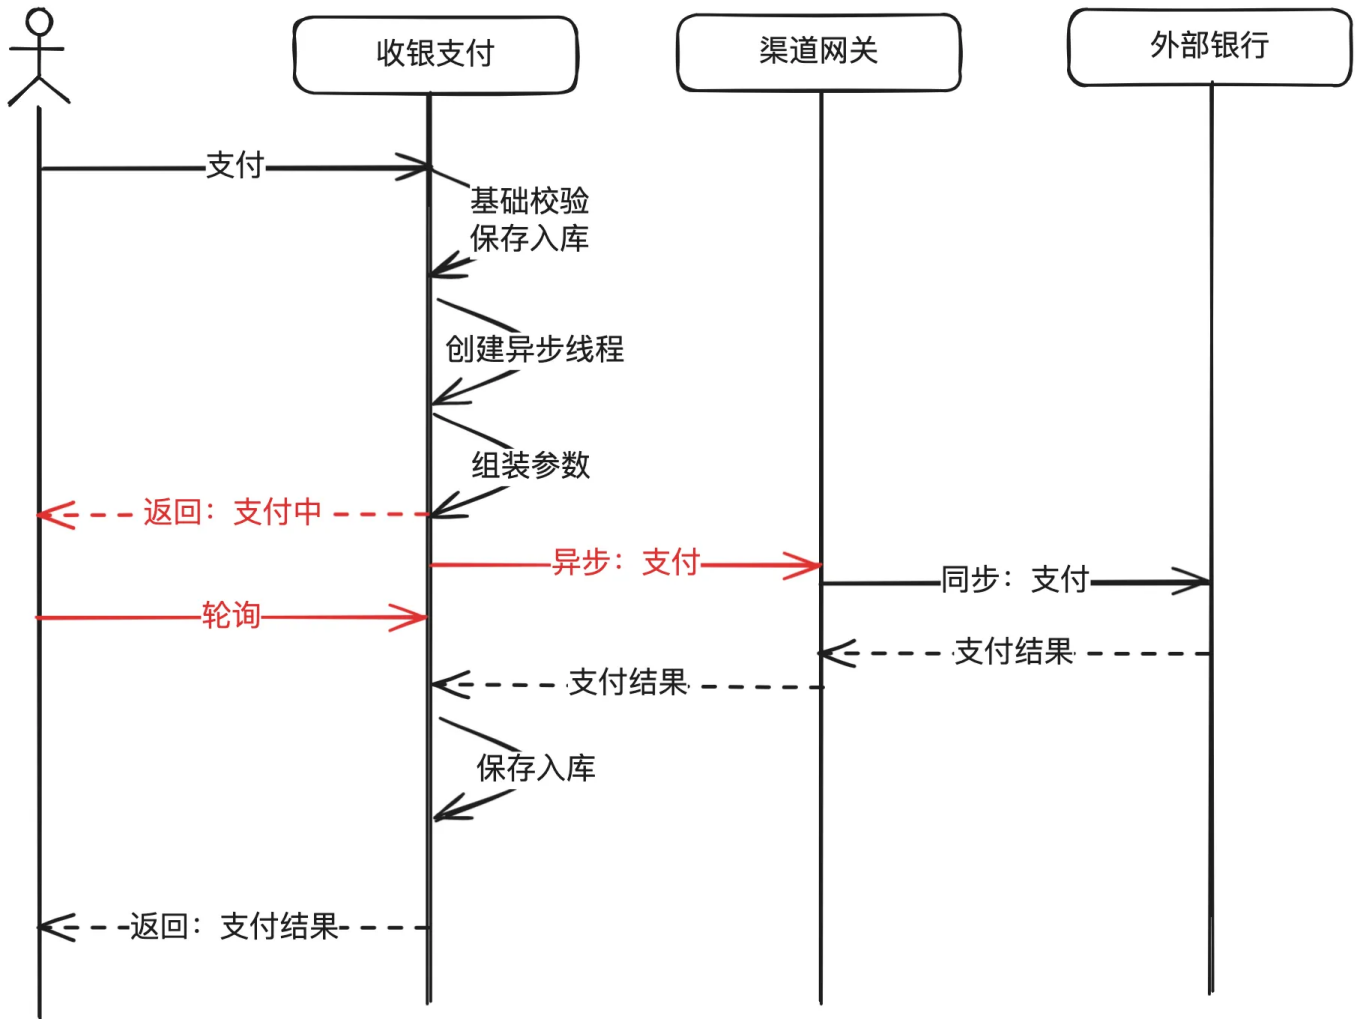 收银支付
渠道网关
外部银行
支付
基础校验
保存入库
创建异步线程
组装参数
返回：支付中
异步：支付
同步：支付
轮询
支付结果
支付结果
保存入库
返回：支付结果